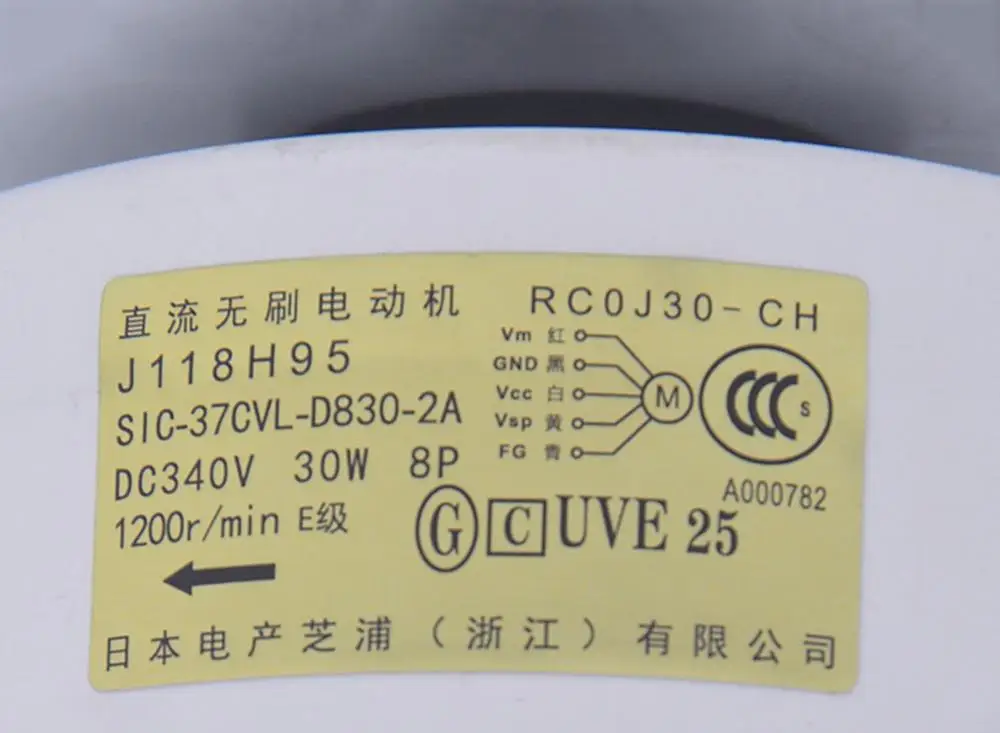 直流无刷电动机 RC0J30-CH
J118H95
SIC-37CVL-D830-2A
DC340V 30W 8P
1200r/min E级
Vm 红
GND 黑
Vcc 白
Vsp 黄
FG 青
M
CCC S
A000782
G C UVE 25
日本电产芝浦（浙江）有限公司